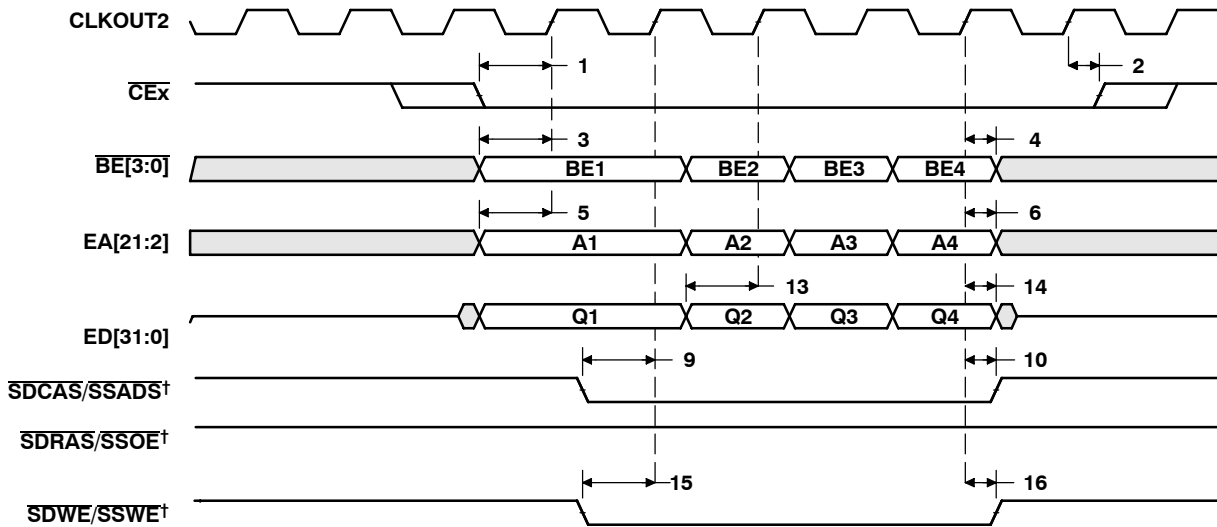 CLKOUT2
1 2
CEx
3 4
BE[3:0]
BE1 BE2 BE3 BE4
5 6
EA[21:2]
A1 A2 A3 A4
13 14
Q1 Q2 Q3 Q4
ED[31:0]
9 10
SDCAS/SSADS†
SDRAS/SSOE†
15 16
SDWE/SSWE†